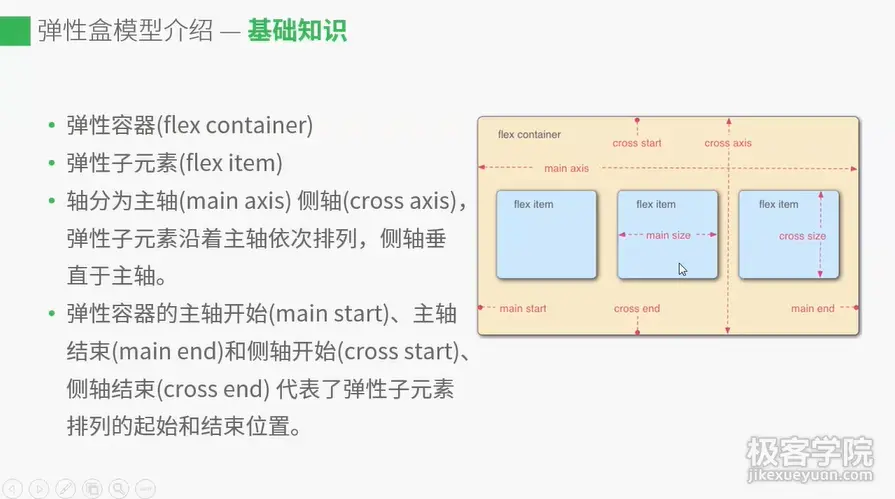 弹性盒模型介绍 — 基础知识
• 弹性容器(flex container)
• 弹性子元素(flex item)
• 轴分为主轴(main axis) 侧轴(cross axis)，
弹性子元素沿着主轴依次排列，侧轴垂
直于主轴。
• 弹性容器的主轴开始(main start)、主轴
结束(main end)和侧轴开始(cross start)、
侧轴结束(cross end) 代表了弹性子元素
排列的起始和结束位置。
flex container
cross start
cross axis
main axis
flex item
flex item
flex item
main size
cross size
main start
cross end
main end
极客学院
jikexueyuan.com